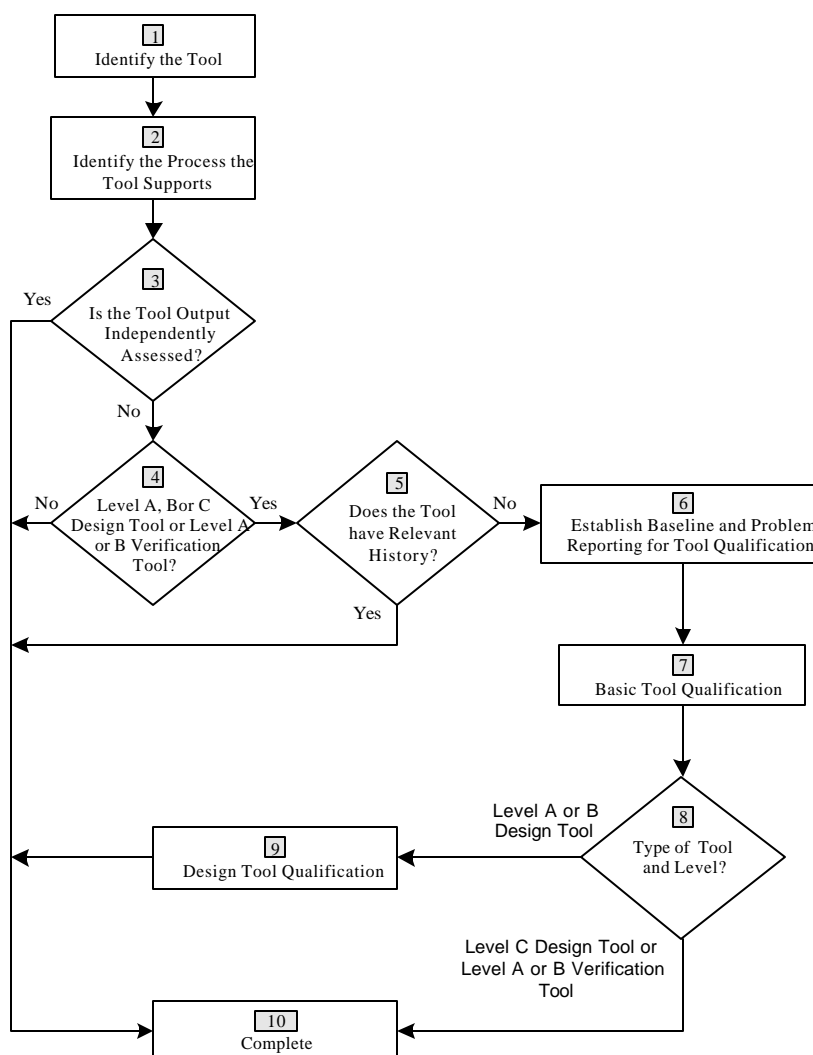 1
Identify the Tool
2
Identify the Process the
Tool Supports
3
Is the Tool Output
Independently
Assessed?
Yes
No
4
Level A, Bor C
Design Tool or Level A
or B Verification
Tool?
No
Yes
5
Does the Tool
have Relevant
History?
No
Yes
6
Establish Baseline and Problem
Reporting for Tool Qualification
7
Basic Tool Qualification
8
Type of Tool
and Level?
Level A or B
Design Tool
9
Design Tool Qualification
Level C Design Tool or
Level A or B Verification
Tool
10
Complete